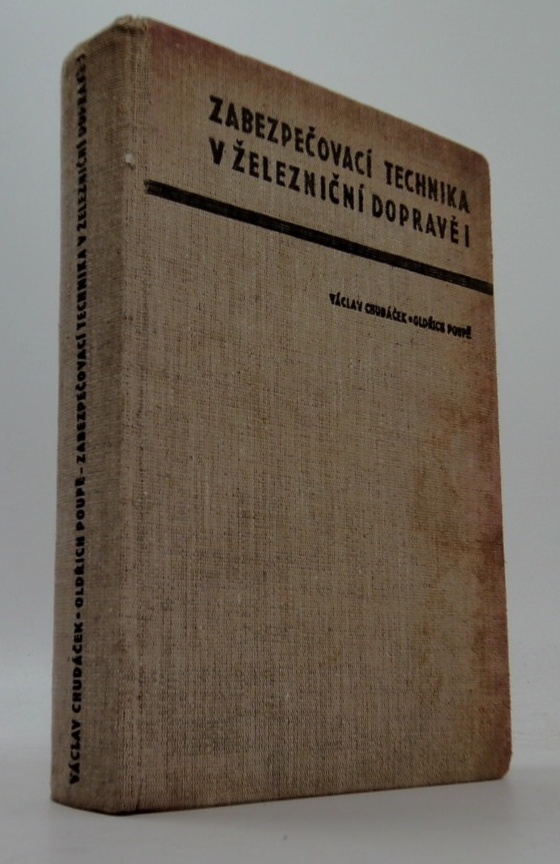 ZABEZPEČOVACÍ TECHNIKA
V ŽELEZNIČNÍ DOPRAVĚ I
VÁCLAV CHUDÁČEK • OLDŘICH POUPĚ
VÁCLAV CHUDÁČEK • OLDŘICH POUPĚ – ZABEZPEČOVACÍ TECHNIKA V ŽELEZNIČNÍ DOPRAVĚ I